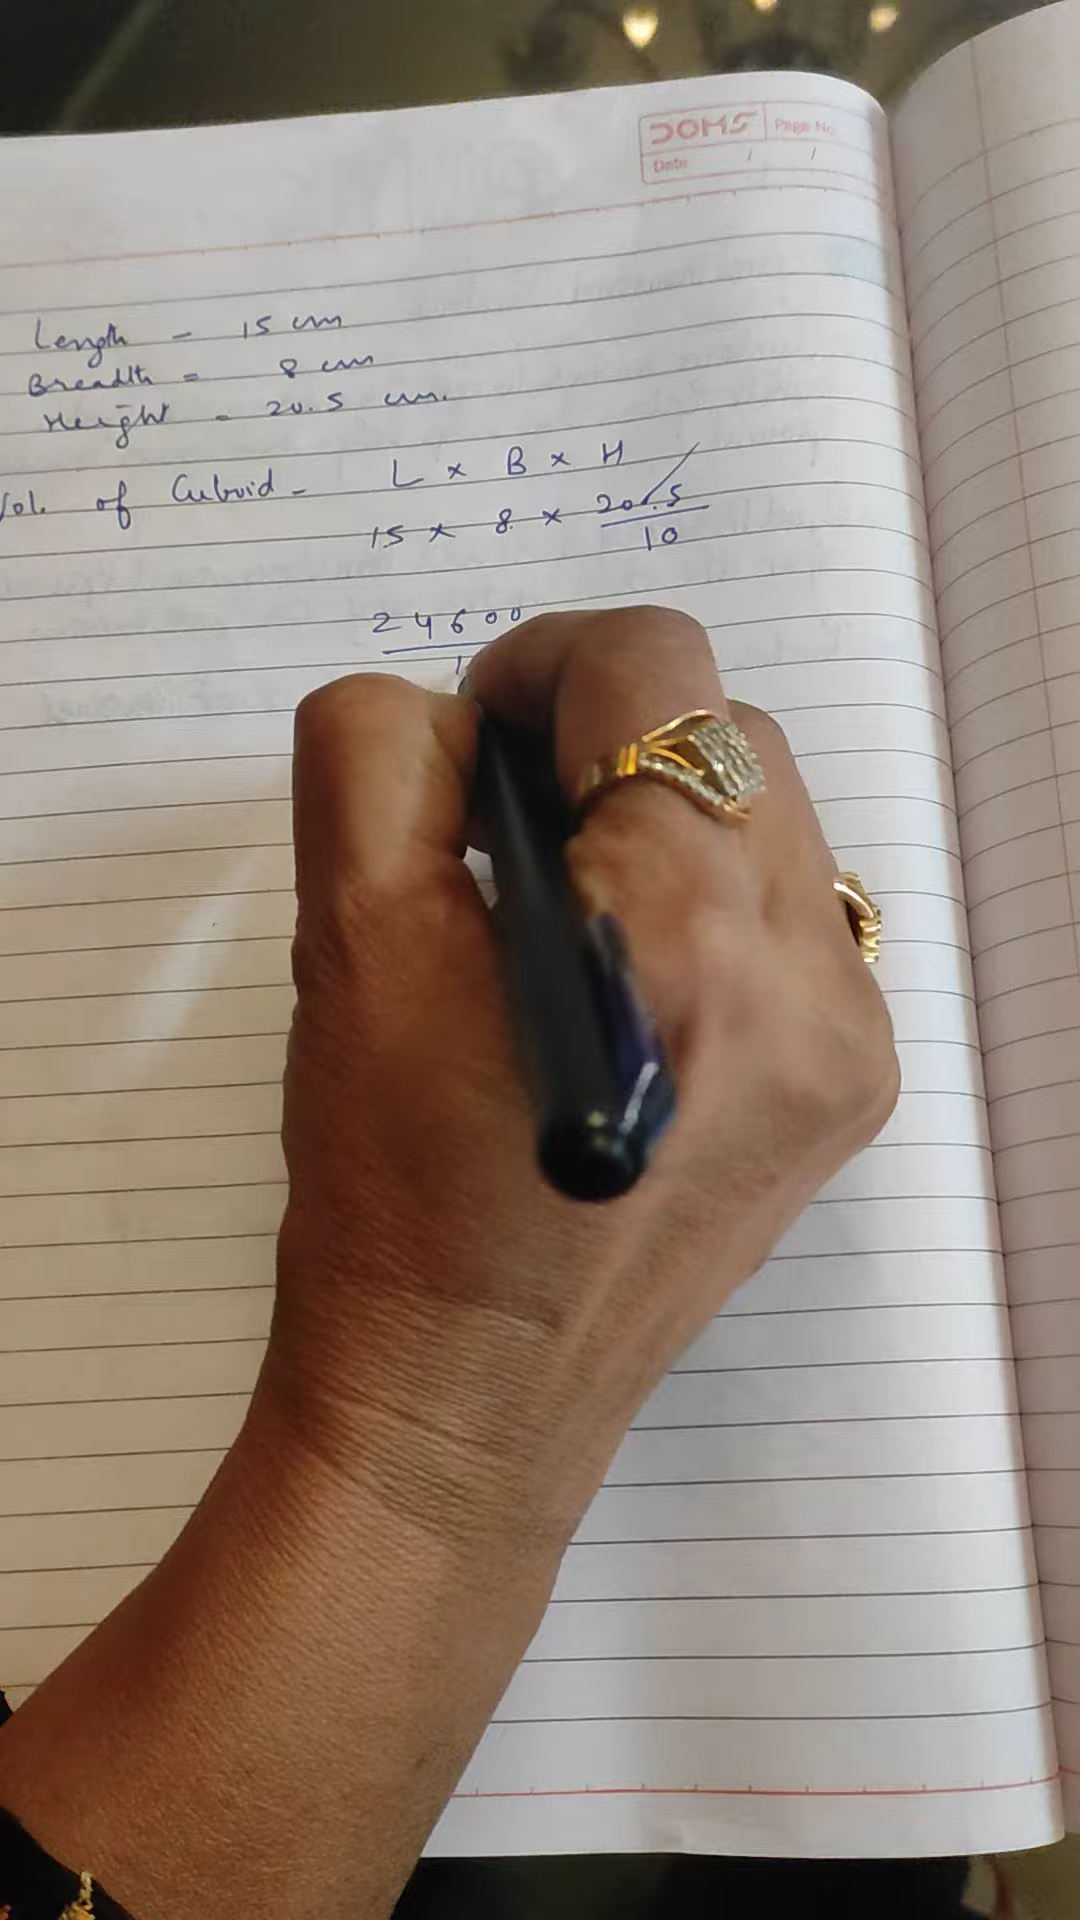 DOMS Page No.
Date / /
Length - 15 cm
Breadth = 8 cm
Height = 20.5 cm.
Vol. of Cuboid - L × B × H
15 × 8 × 20.5
10
24600
1